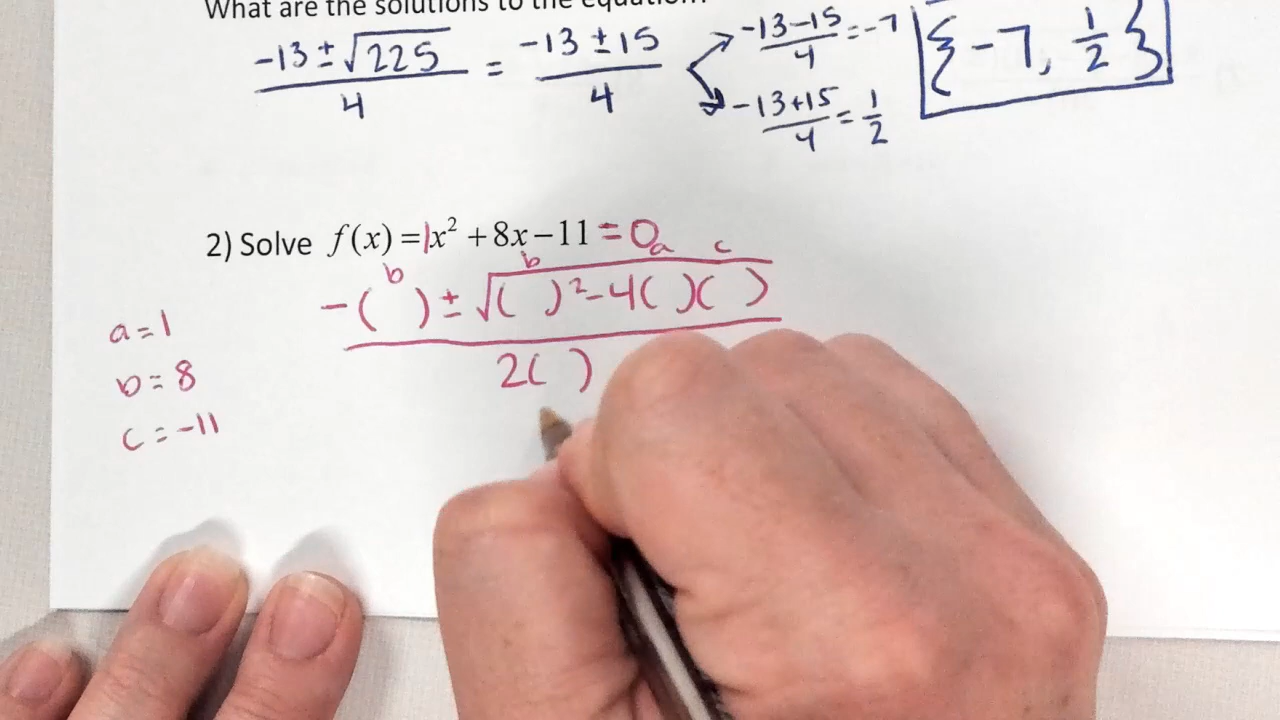 What are the solutions to the equation?
(-13 ± √225)/4 = (-13 ± 15)/4 (-13-15)/4 = -7 {-7, 1/2}
(-13+15)/4 = 1/2
2) Solve f(x) = 1x² + 8x - 11 = 0
b b a c
-( ) ± √( )² - 4( )( )
a = 1
2( )
b = 8
c = -11